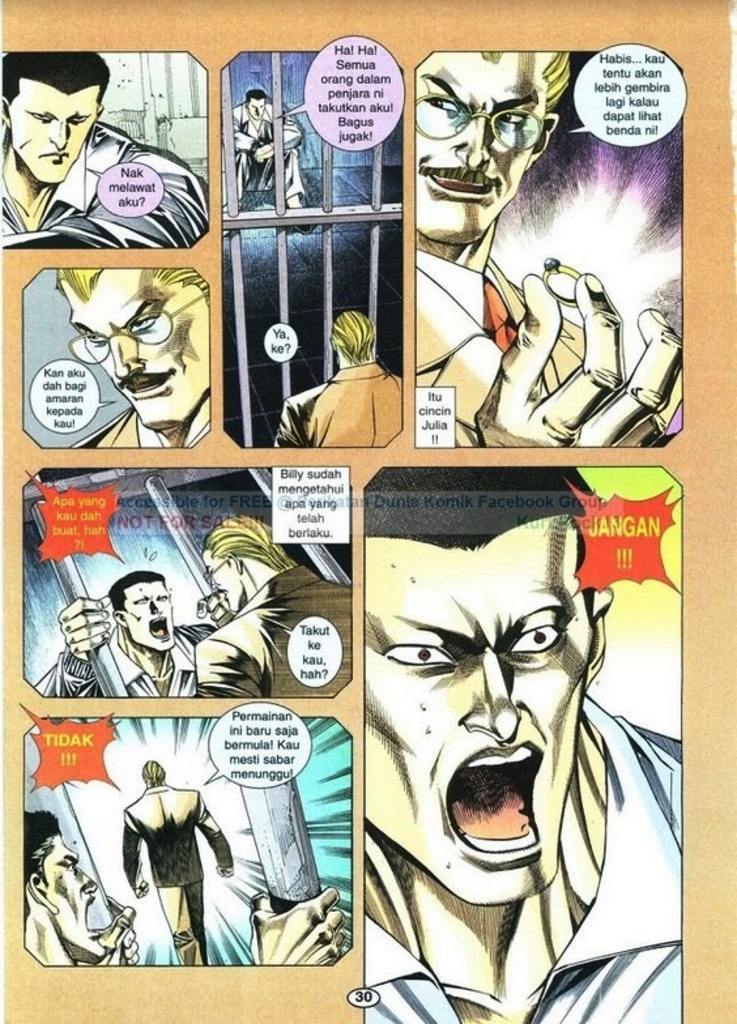 Nak
melawat
aku?
Kan aku
dah bagi
amaran
kepada
kau!
Ha! Ha!
Semua
orang dalam
penjara ni
takutkan aku!
Bagus
jugak!
Ya,
ke?
Habis... kau
tentu akan
lebih gembira
lagi kalau
dapat lihat
benda ni!
Itu
cincin
Julia
!!
Apa yang
kau dah
buat, hah
?!
Billy sudah
mengetahui
apa yang
telah
berlaku.
Takut
ke
kau,
hah?
Accessible for FREE @ Dunia Komik Facebook Group
NOT FOR SALE!!!
JANGAN
!!!
TIDAK
!!!
Permainan
ini baru saja
bermula! Kau
mesti sabar
menunggu!
30